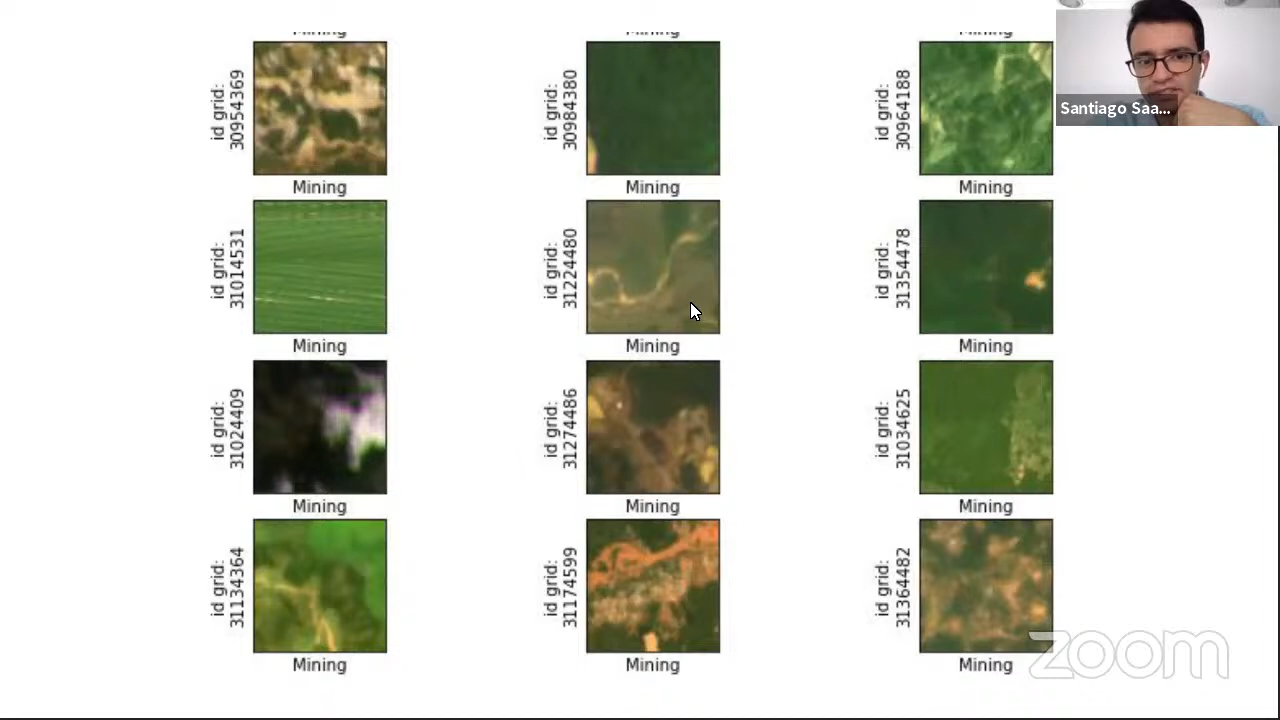 Mining Mining Mining
id grid: 30954369
id grid: 30984380
id grid: 30964188
Santiago Saa...
Mining Mining Mining
id grid: 31014531
id grid: 31224480
id grid: 31354478
Mining Mining Mining
id grid: 31024409
id grid: 31274486
id grid: 31034625
Mining Mining Mining
id grid: 31134364
id grid: 31174599
id grid: 31364482
Mining Mining Mining
zoom